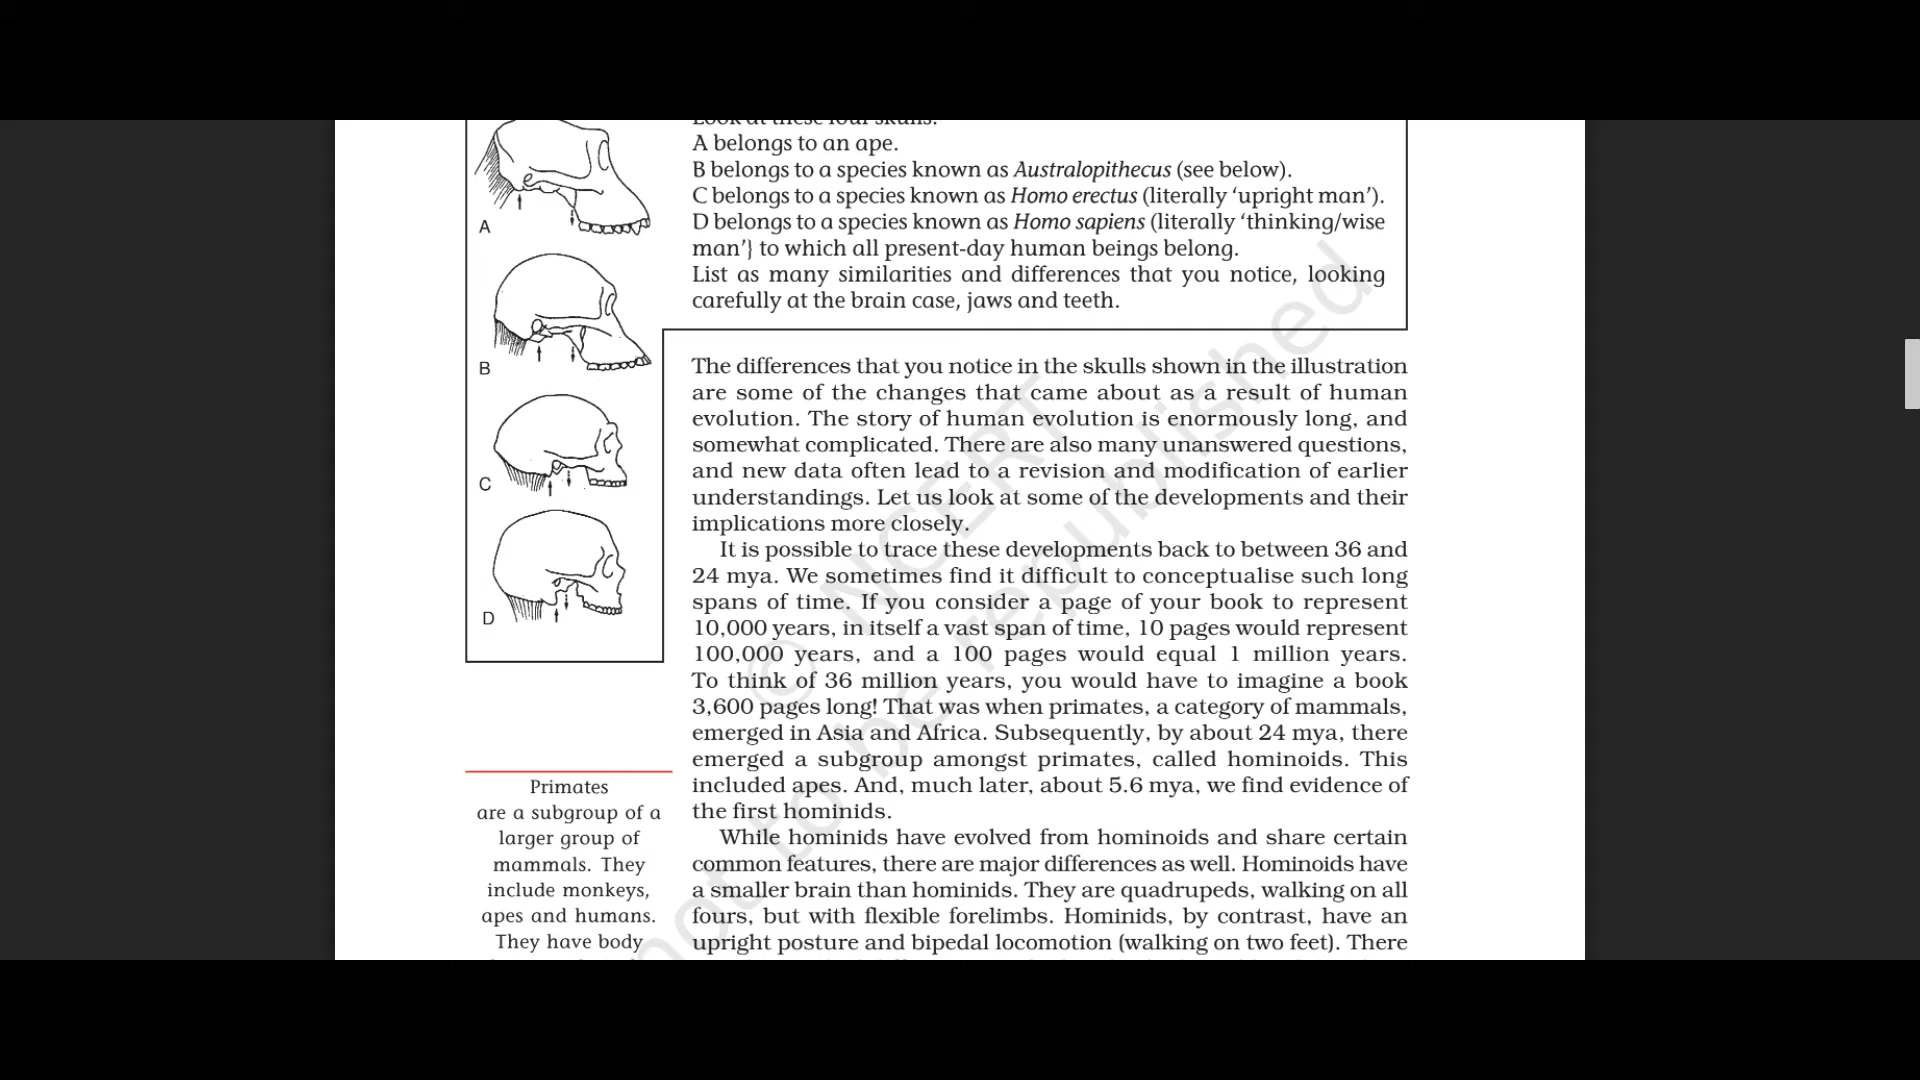 Look at these four skulls.
A belongs to an ape.
B belongs to a species known as Australopithecus (see below).
C belongs to a species known as Homo erectus (literally ‘upright man’).
D belongs to a species known as Homo sapiens (literally ‘thinking/wise
man’} to which all present-day human beings belong.
List as many similarities and differences that you notice, looking
carefully at the brain case, jaws and teeth.
A
B
C
D
The differences that you notice in the skulls shown in the illustration
are some of the changes that came about as a result of human
evolution. The story of human evolution is enormously long, and
somewhat complicated. There are also many unanswered questions,
and new data often lead to a revision and modification of earlier
understandings. Let us look at some of the developments and their
implications more closely.
It is possible to trace these developments back to between 36 and
24 mya. We sometimes find it difficult to conceptualise such long
spans of time. If you consider a page of your book to represent
10,000 years, in itself a vast span of time, 10 pages would represent
100,000 years, and a 100 pages would equal 1 million years.
To think of 36 million years, you would have to imagine a book
3,600 pages long! That was when primates, a category of mammals,
emerged in Asia and Africa. Subsequently, by about 24 mya, there
emerged a subgroup amongst primates, called hominoids. This
included apes. And, much later, about 5.6 mya, we find evidence of
the first hominids.
While hominids have evolved from hominoids and share certain
common features, there are major differences as well. Hominoids have
a smaller brain than hominids. They are quadrupeds, walking on all
fours, but with flexible forelimbs. Hominids, by contrast, have an
upright posture and bipedal locomotion (walking on two feet). There
Primates
are a subgroup of a
larger group of
mammals. They
include monkeys,
apes and humans.
They have body
© NCERT
not to be republished